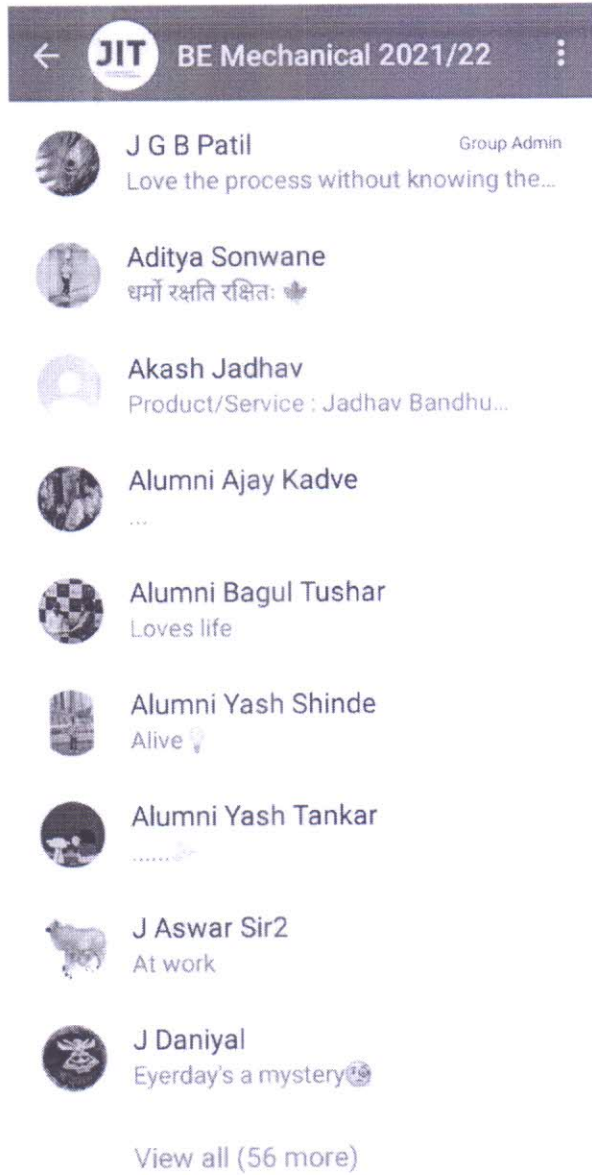 JIT BE Mechanical 2021/22
J G B Patil Group Admin
Love the process without knowing the...
Aditya Sonwane
धर्मो रक्षति रक्षितः 🍁
Akash Jadhav
Product/Service : Jadhav Bandhu...
Alumni Ajay Kadve
...
Alumni Bagul Tushar
Loves life
Alumni Yash Shinde
Alive 💡
Alumni Yash Tankar
......
J Aswar Sir2
At work
J Daniyal
Eyerday's a mystery🧐
View all (56 more)